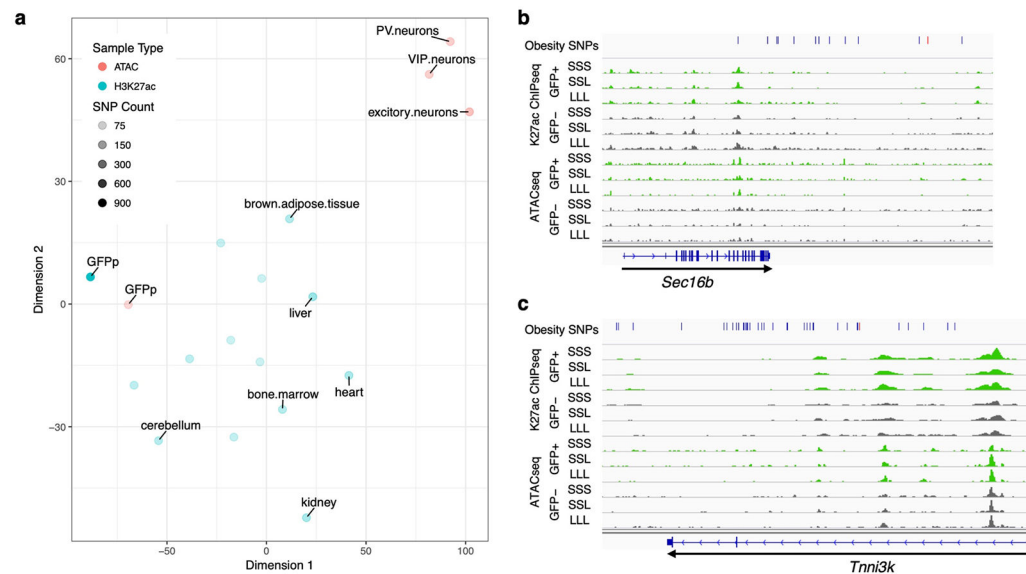 a
Sample Type
ATAC
H3K27ac
SNP Count
75
150
300
600
900
PV.neurons
VIP.neurons
excitory.neurons
brown.adipose.tissue
GFPp
GFPp
liver
heart
bone.marrow
cerebellum
kidney
60
30
0
−30
−50
0
50
100
Dimension 1
Dimension 2
b
Obesity SNPs
K27ac ChIPseq
GFP+
SSS
SSL
LLL
GFP−
SSS
SSL
LLL
ATACseq
GFP+
SSS
SSL
LLL
GFP−
SSS
SSL
LLL
Sec16b
c
Obesity SNPs
K27ac ChIPseq
GFP+
SSS
SSL
LLL
GFP−
SSS
SSL
LLL
ATACseq
GFP+
SSS
SSL
LLL
GFP−
SSS
SSL
LLL
Tnni3k